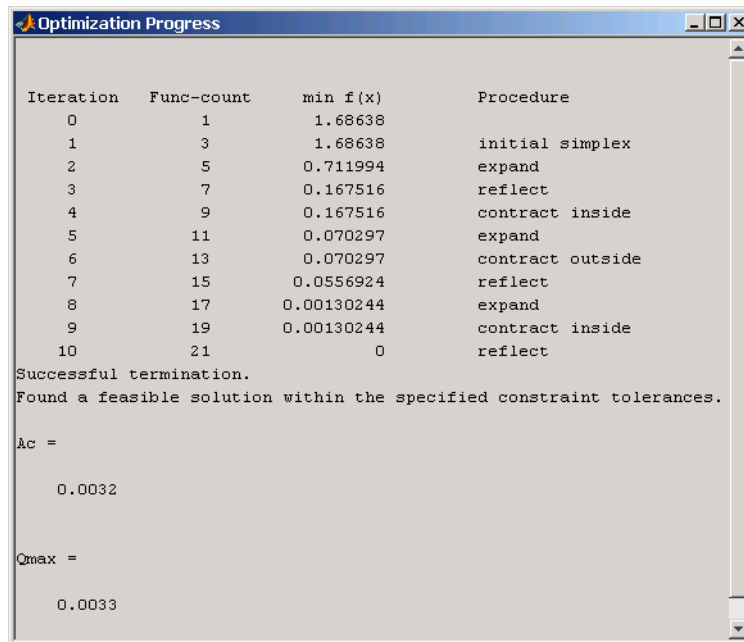 Optimization Progress
Iteration Func-count min f(x) Procedure
0 1 1.68638
1 3 1.68638 initial simplex
2 5 0.711994 expand
3 7 0.167516 reflect
4 9 0.167516 contract inside
5 11 0.070297 expand
6 13 0.070297 contract outside
7 15 0.0556924 reflect
8 17 0.00130244 expand
9 19 0.00130244 contract inside
10 21 0 reflect
Successful termination.
Found a feasible solution within the specified constraint tolerances.
Ac =
0.0032
Qmax =
0.0033